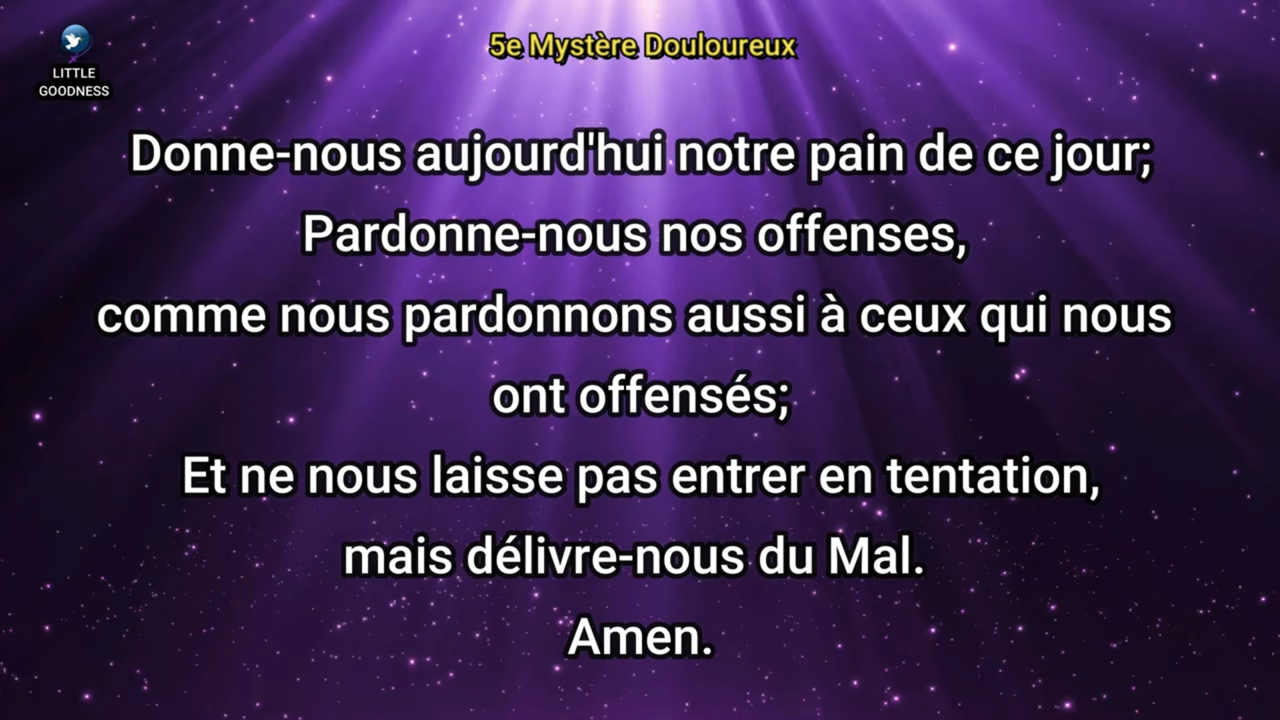 5e Mystère Douloureux
LITTLE
GOODNESS
Donne-nous aujourd'hui notre pain de ce jour;
Pardonne-nous nos offenses,
comme nous pardonnons aussi à ceux qui nous
ont offensés;
Et ne nous laisse pas entrer en tentation,
mais délivre-nous du Mal.
Amen.